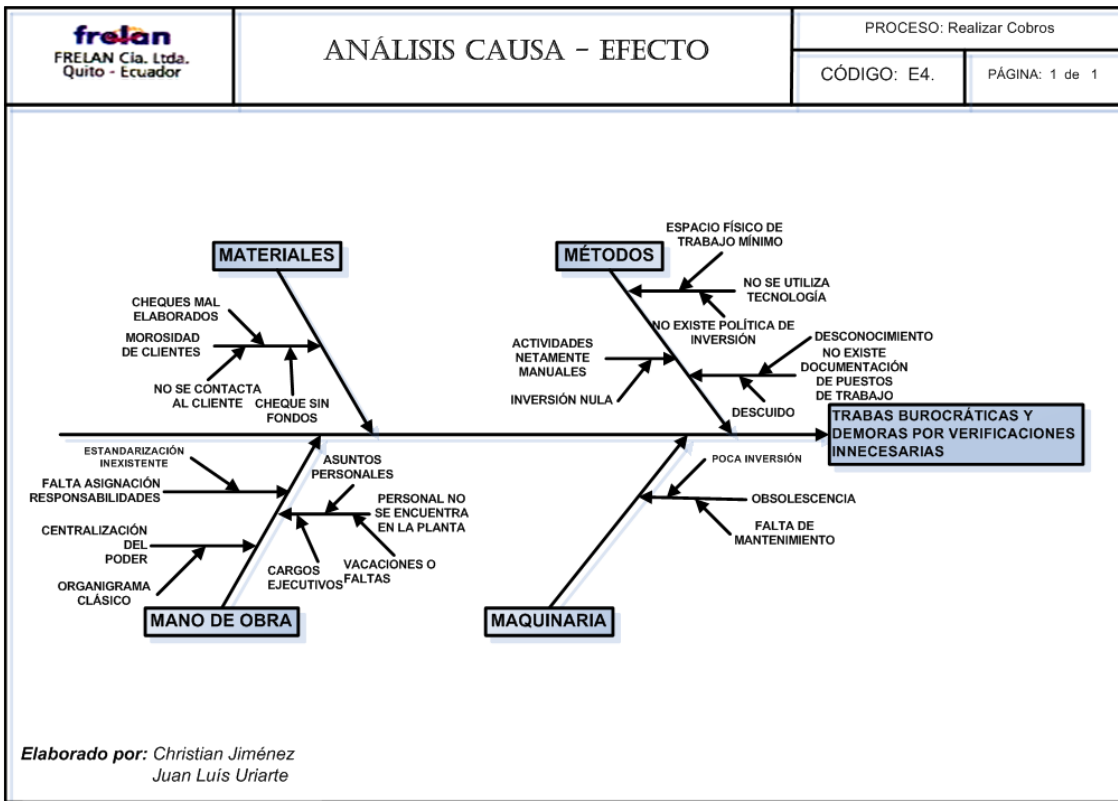 frelan
FRELAN Cia. Ltda.
Quito - Ecuador
ANÁLISIS CAUSA - EFECTO
PROCESO: Realizar Cobros
CÓDIGO: E4.
PÁGINA: 1 de 1
MATERIALES
CHEQUES MAL
ELABORADOS
MOROSIDAD
DE CLIENTES
NO SE CONTACTA
AL CLIENTE
CHEQUE SIN
FONDOS
MÉTODOS
ESPACIO FÍSICO DE
TRABAJO MÍNIMO
NO SE UTILIZA
TECNOLOGÍA
NO EXISTE POLÍTICA DE
INVERSIÓN
ACTIVIDADES
NETAMENTE
MANUALES
INVERSIÓN NULA
DESCONOCIMIENTO
NO EXISTE
DOCUMENTACIÓN
DE PUESTOS
DE TRABAJO
DESCUIDO
TRABAS BUROCRÁTICAS Y
DEMORAS POR VERIFICACIONES
INNECESARIAS
ESTANDARIZACIÓN
INEXISTENTE
FALTA ASIGNACIÓN
RESPONSABILIDADES
CENTRALIZACIÓN
DEL
PODER
ORGANIGRAMA
CLÁSICO
ASUNTOS
PERSONALES
PERSONAL NO
SE ENCUENTRA
EN LA PLANTA
CARGOS
EJECUTIVOS
VACACIONES O
FALTAS
MANO DE OBRA
POCA INVERSIÓN
OBSOLESCENCIA
FALTA DE
MANTENIMIENTO
MAQUINARIA
Elaborado por: Christian Jiménez
Juan Luís Uriarte